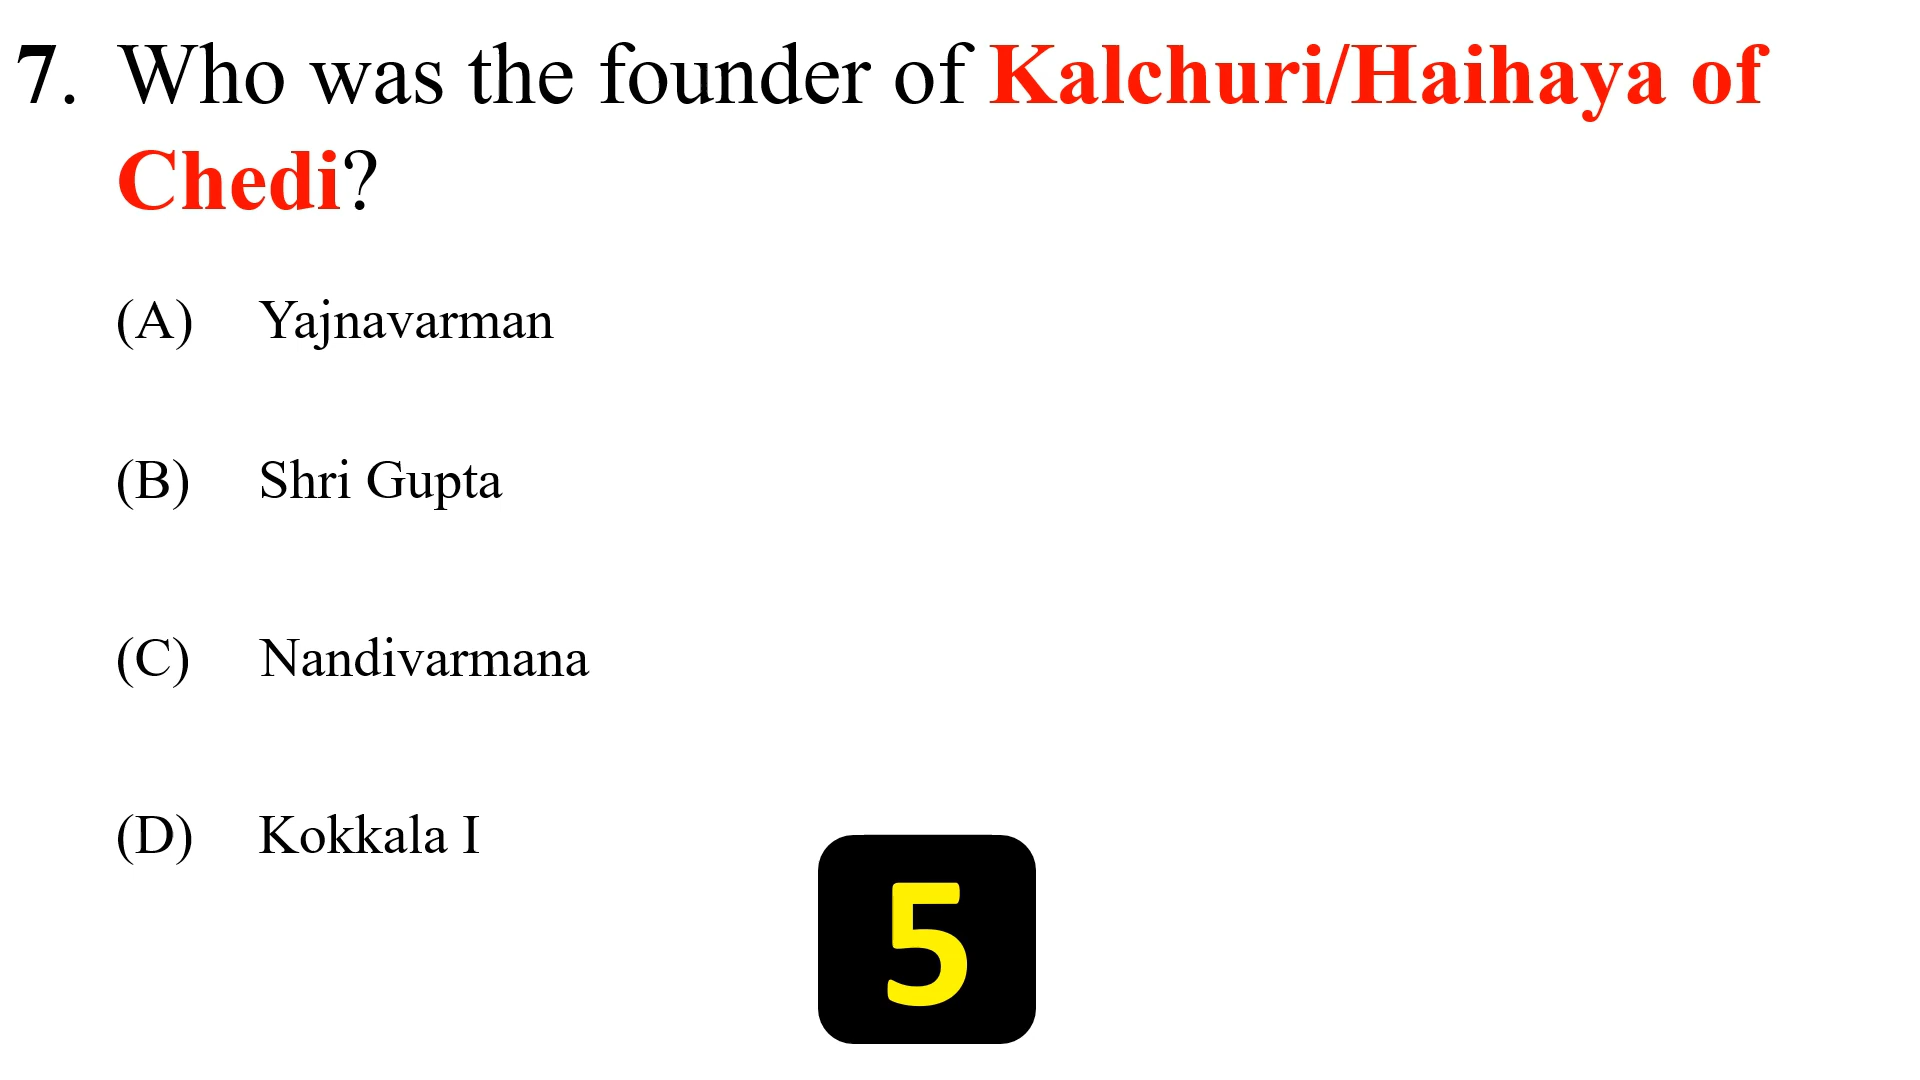 7. Who was the founder of Kalchuri/Haihaya of
Chedi?
(A) Yajnavarman
(B) Shri Gupta
(C) Nandivarmana
(D) Kokkala I
5